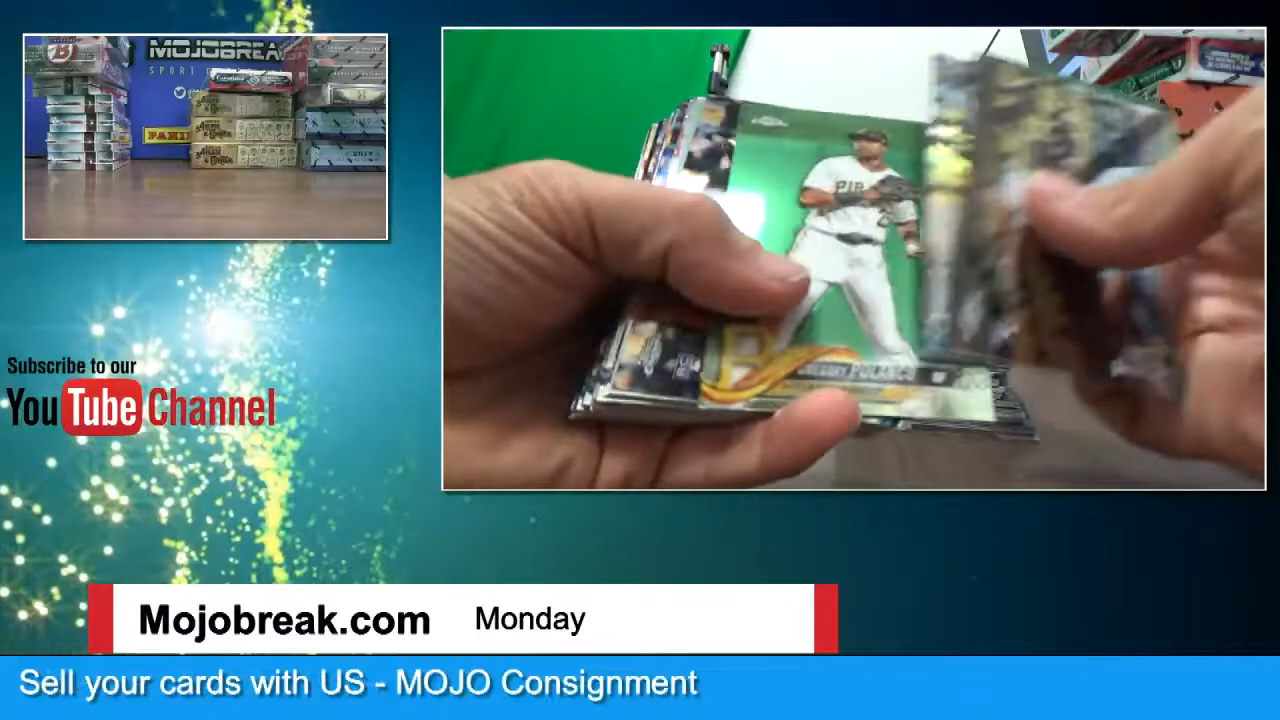 MOJOBREAK
SPORT
PANINI
PIR
GREGORY POLANCO
Subscribe to our
YouTube Channel
Mojobreak.com Monday
Sell your cards with US - MOJO Consignment